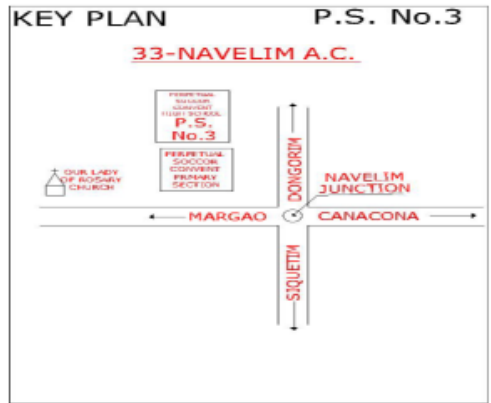 KEY PLAN P.S. No.3
33-NAVELIM A.C.
PERPETUAL
SUCCOR
CONVENT
HIGH SCHOOL
P.S.
No.3
PERPETUAL
SOCCOR
CONVENT
PRIMARY
SECTION
OUR LADY
OF ROSARY
CHURCH
DONGORIM
NAVELIM
JUNCTION
MARGAO
CANACONA
SIQUETIM